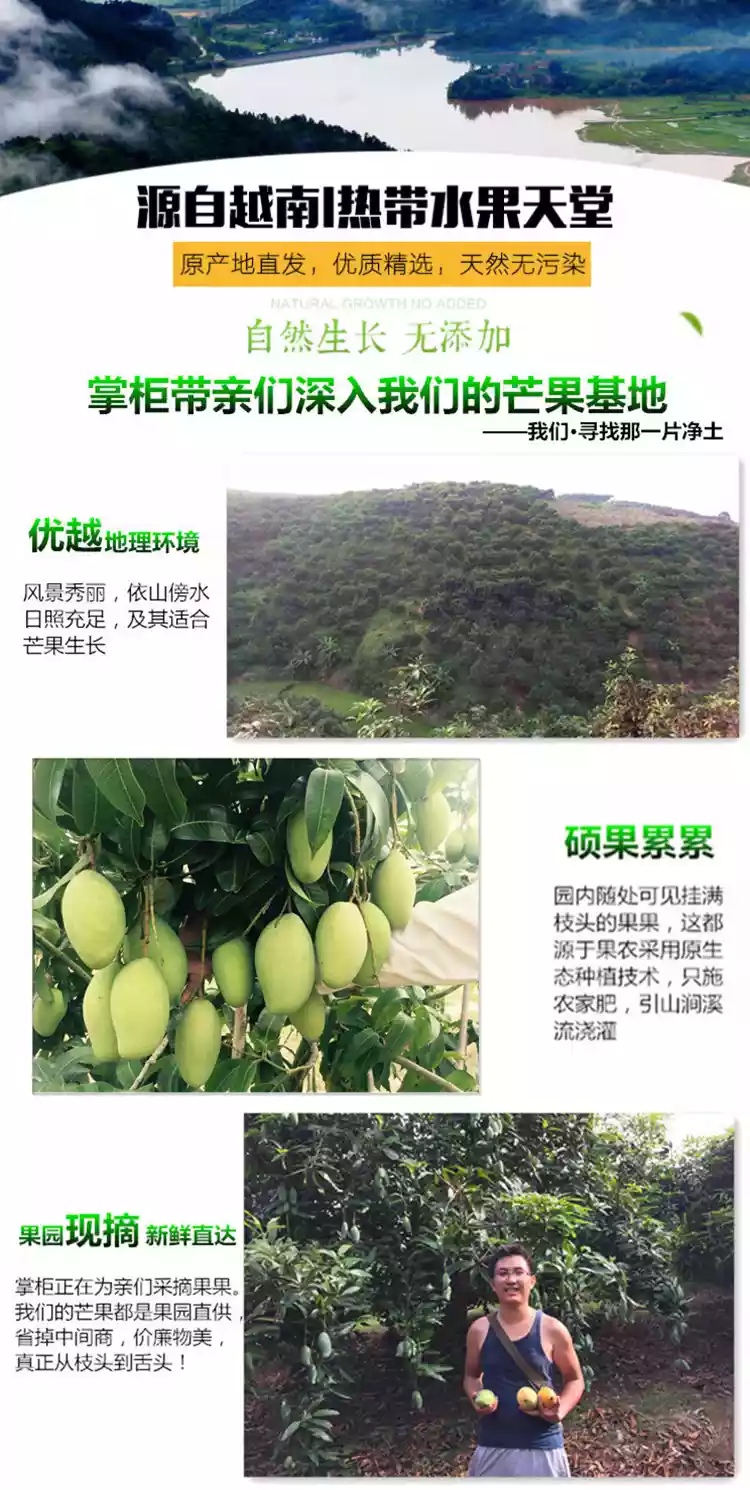 源自越南|热带水果天堂
原产地直发，优质精选，天然无污染
NATURAL GROWTH NO ADDED
自然生长 无添加
掌柜带亲们深入我们的芒果基地
——我们·寻找那一片净土
优越地理环境
风景秀丽，依山傍水
日照充足，及其适合
芒果生长
硕果累累
园内随处可见挂满
枝头的果果，这都
源于果农采用原生
态种植技术，只施
农家肥，引山涧溪
流浇灌
果园现摘 新鲜直达
掌柜正在为亲们采摘果果。
我们的芒果都是果园直供，
省掉中间商，价廉物美，
真正从枝头到舌头！